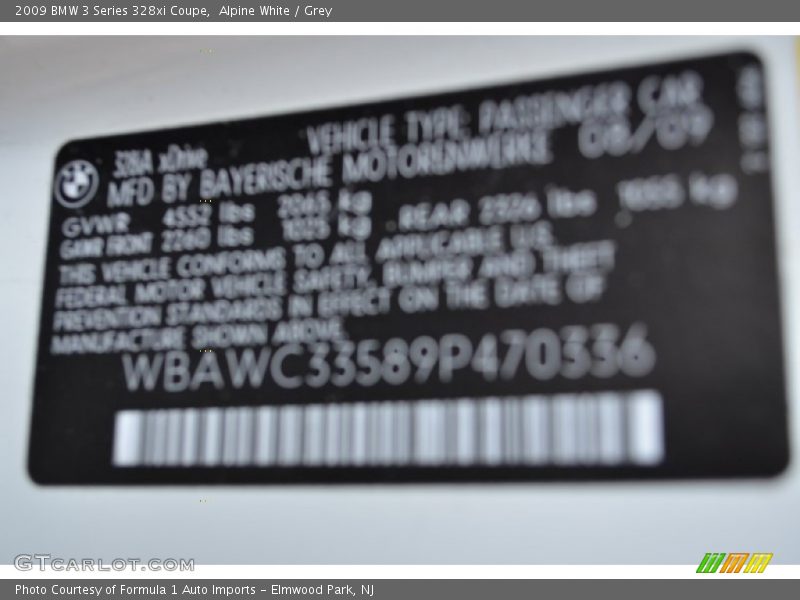 2009 BMW 3 Series 328xi Coupe,  Alpine White / Grey
328A xDrive VEHICLE TYPE: PASSENGER CAR
MFD BY BAYERISCHE MOTORENWERKE 08/09
GVWR 4552 lbs 2065 kg
GAWR FRONT 2260 lbs 1025 kg REAR 2326 lbs 1055 kg
THIS VEHICLE CONFORMS TO ALL APPLICABLE U.S.
FEDERAL MOTOR VEHICLE SAFETY, BUMPER AND THEFT
PREVENTION STANDARDS IN EFFECT ON THE DATE OF
MANUFACTURE SHOWN ABOVE.
WBAWC33589P470336
GTCARLOT.COM
Photo Courtesy of Formula 1 Auto Imports – Elmwood Park, NJ